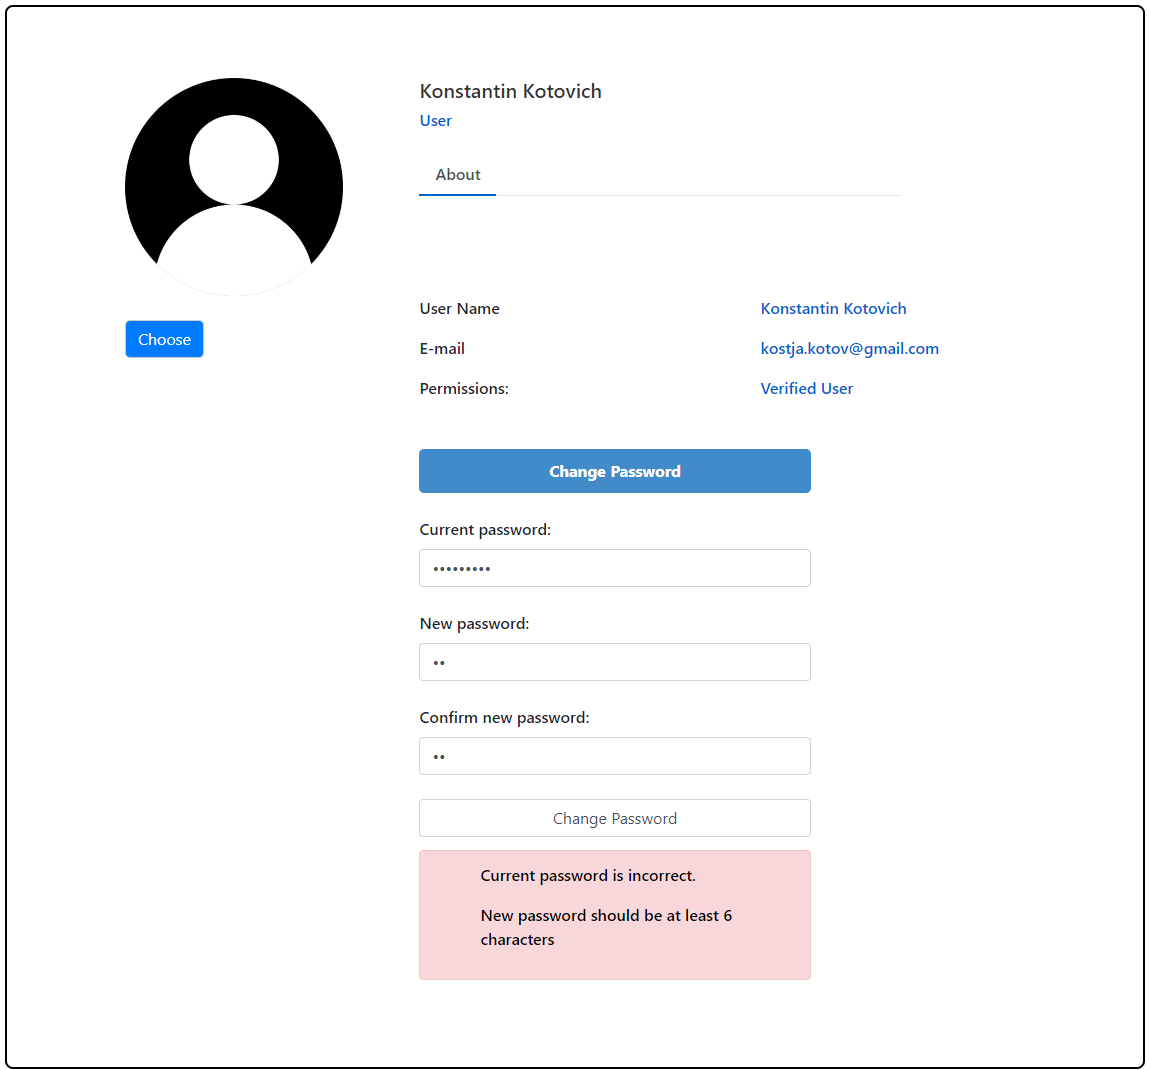 Konstantin Kotovich
User
About
User Name
Konstantin Kotovich
E-mail
kostja.kotov@gmail.com
Permissions:
Verified User
Choose
Change Password
Current password:
•••••••••
New password:
••
Confirm new password:
••
Change Password
Current password is incorrect.
New password should be at least 6
characters